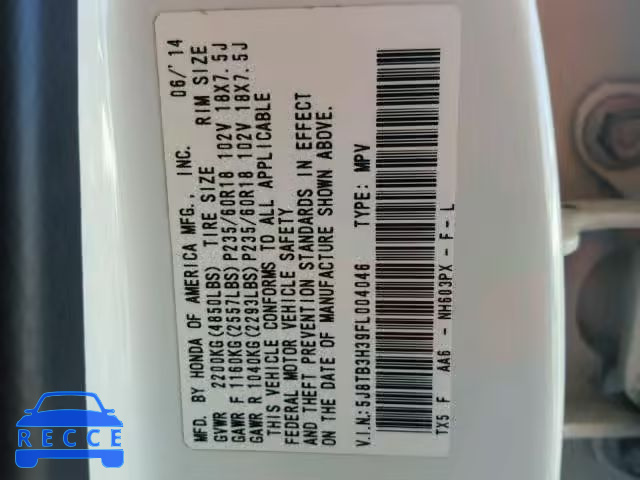 MFD. BY HONDA OF AMERICA MFG., INC. 06/'14
GVWR 2200KG(4850LBS) TIRE SIZE RIM SIZE
GAWR F 1160KG(2557LBS)P235/60R18 102V 18X7.5J
GAWR R 1040KG(2293LBS)P235/60R18 102V 18X7.5J
THIS VEHICLE CONFORMS TO ALL APPLICABLE
FEDERAL MOTOR VEHICLE SAFETY
AND THEFT PREVENTION STANDARDS IN EFFECT
ON THE DATE OF MANUFACTURE SHOWN ABOVE.
V.I.N.:5J8TB3H39FL004046 TYPE: MPV
TX5 F AA6 - NH603PX - F - L
RECCE